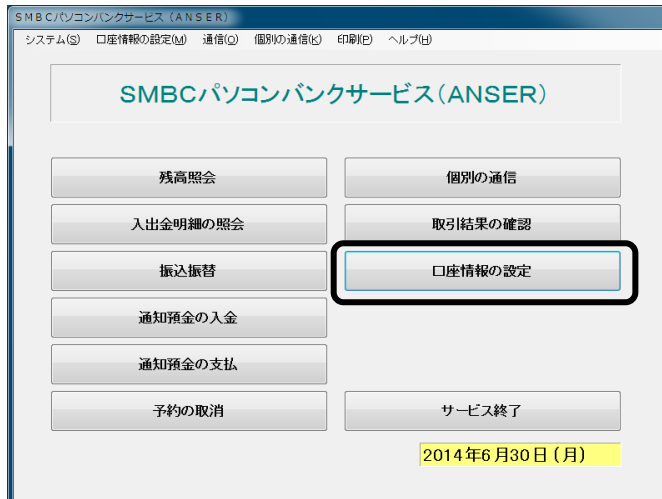 SMBCパソコンバンクサービス (ANSER)
システム(S) 口座情報の設定(M) 通信(O) 個別の通信(K) 印刷(P) ヘルプ(H)
SMBCパソコンバンクサービス(ANSER)
残高照会 個別の通信
入出金明細の照会 取引結果の確認
振込振替 口座情報の設定
通知預金の入金
通知預金の支払
予約の取消 サービス終了
2014年6月30日(月)